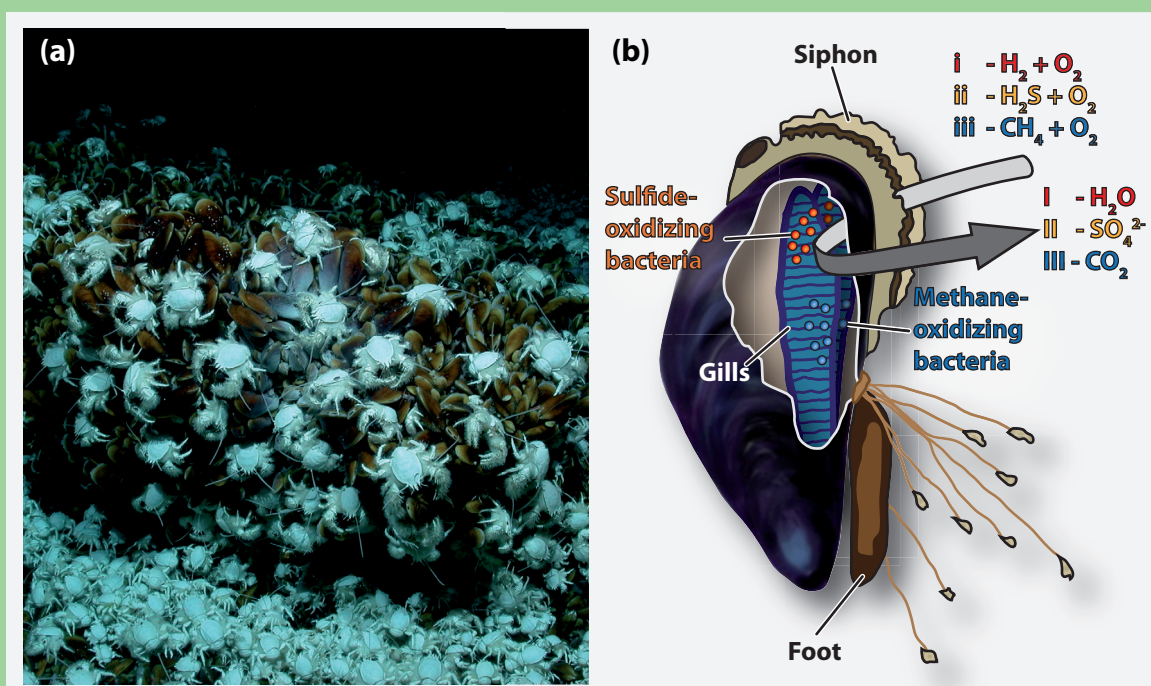 (a)
(b)
Siphon
i - H₂ + O₂
ii - H₂S + O₂
iii - CH₄ + O₂
Sulfide-
oxidizing
bacteria
I - H₂O
II - SO₄²⁻
III - CO₂
Methane-
oxidizing
bacteria
Gills
Foot